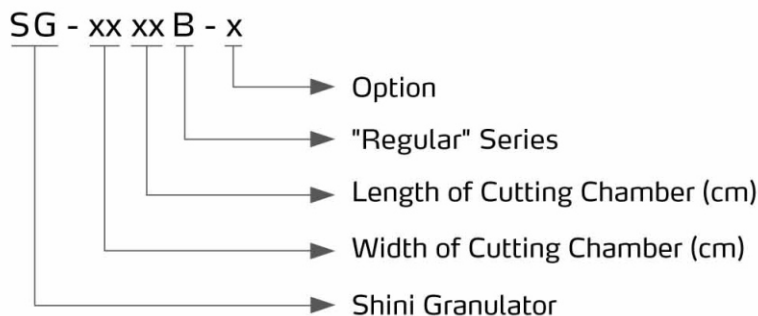 SG - xx xx B - x
Option
"Regular" Series
Length of Cutting Chamber (cm)
Width of Cutting Chamber (cm)
Shini Granulator